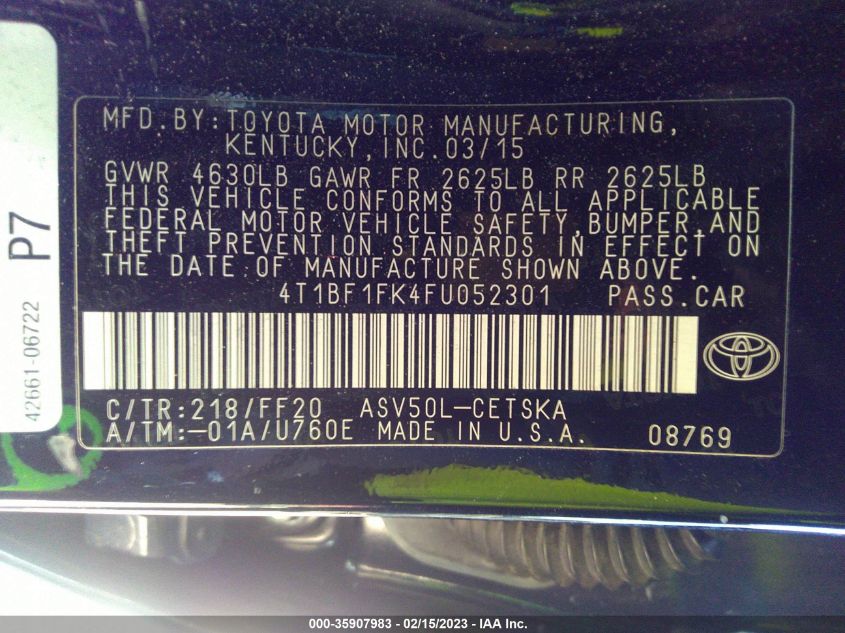 MFD.BY:TOYOTA MOTOR MANUFACTURING,
KENTUCKY,INC.03/15
GVWR 4630LB GAWR FR 2625LB RR 2625LB
THIS VEHICLE CONFORMS TO ALL APPLICABLE
FEDERAL MOTOR VEHICLE SAFETY,BUMPER,AND
THEFT PREVENTION STANDARDS IN EFFECT ON
THE DATE OF MANUFACTURE SHOWN ABOVE.
4T1BF1FK4FU052301 PASS.CAR
C/TR:218/FF20 ASV50L-CETSKA
A/TM:-01A/U760E MADE IN U.S.A. 08769
P7
42661-06722
000-35907983 - 02/15/2023 - IAA Inc.